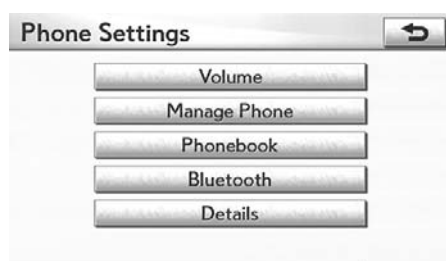 Phone Settings
Volume
Manage Phone
Phonebook
Bluetooth
Details